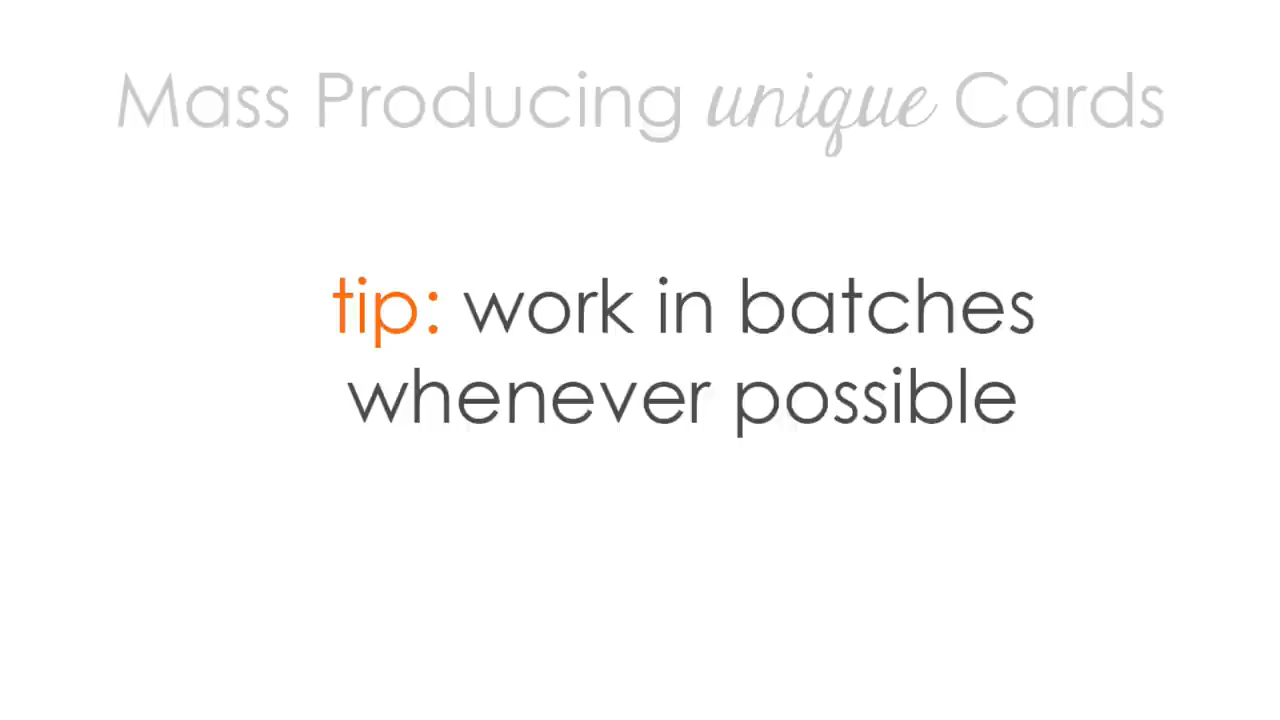 Mass Producing unique Cards
tip: work in batches
whenever possible